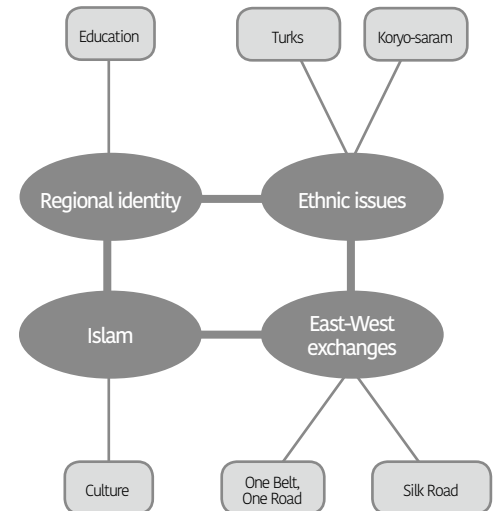 Education
Turks
Koryo-saram
Regional identity
Ethnic issues
Islam
East-West
exchanges
Culture
One Belt,
One Road
Silk Road